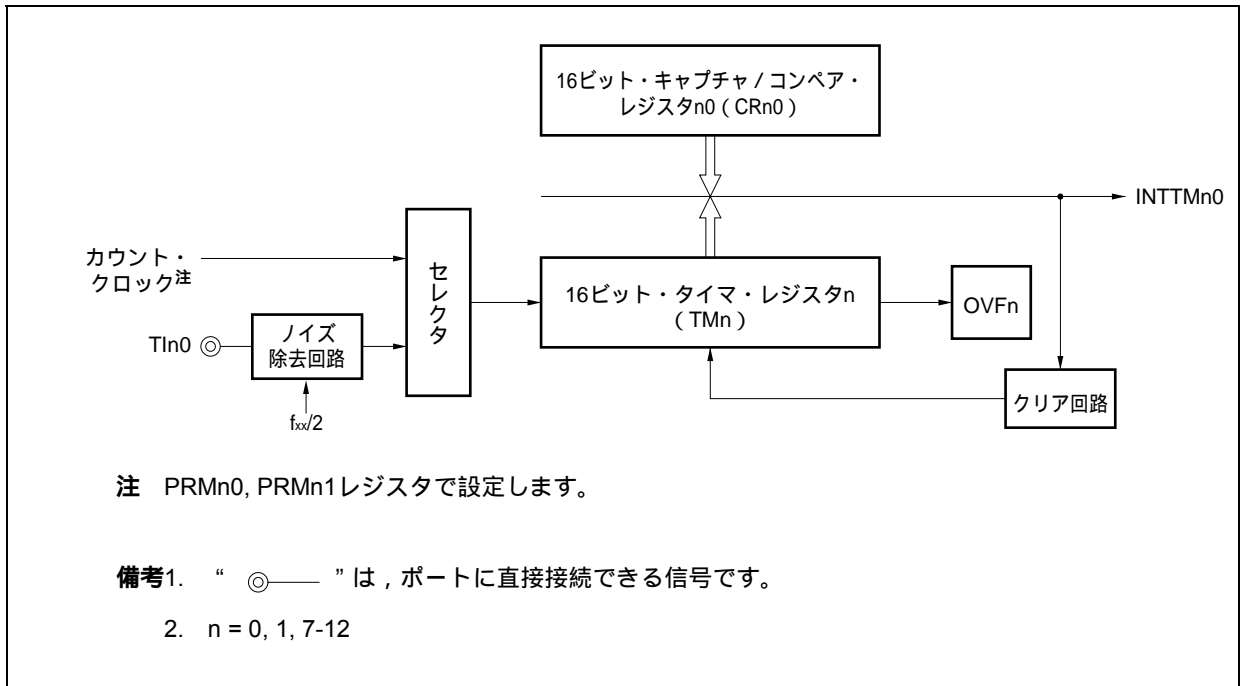 16ビット・キャプチャ / コンペア・
レジスタn0 ( CRn0 )
INTTMn0
カウント・
クロック注
セレクタ
16ビット・タイマ・レジスタn
( TMn )
OVFn
TIn0
ノイズ
除去回路
fxx/2
クリア回路
注 PRMn0, PRMn1レジスタで設定します。
備考1. “ ” は , ポートに直接接続できる信号です。
2. n = 0, 1, 7-12